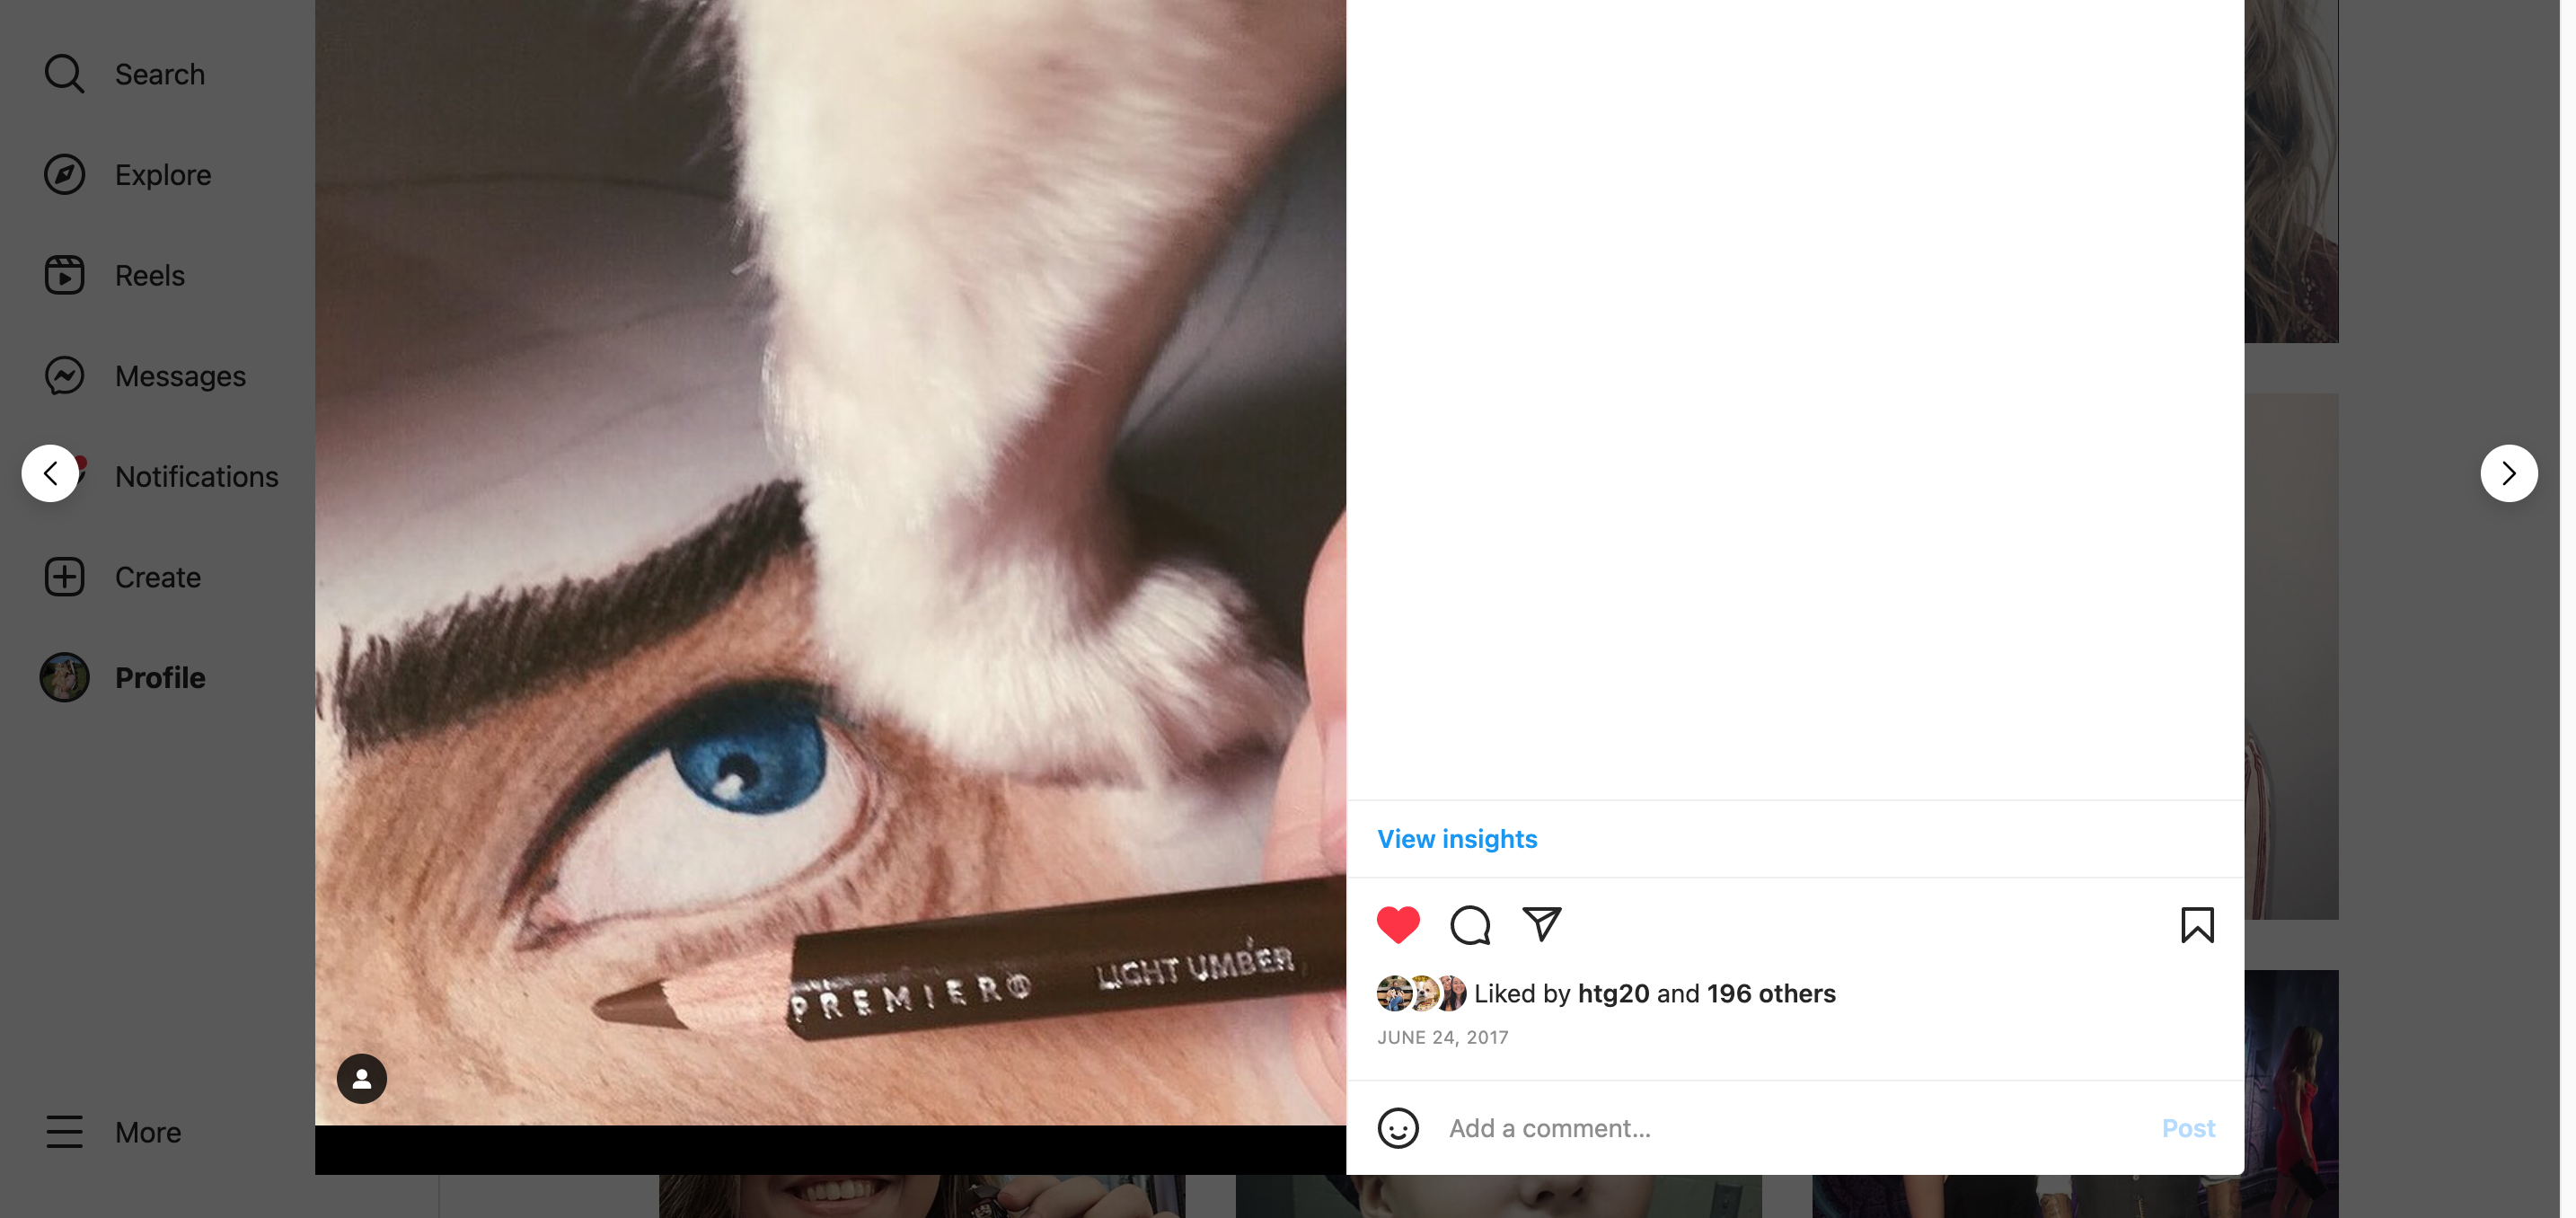 Search
Explore
Reels
Messages
Notifications
Create
Profile
More
PREMIER® LIGHT UMBER
View insights
Liked by htg20 and 196 others
JUNE 24, 2017
Add a comment...
Post